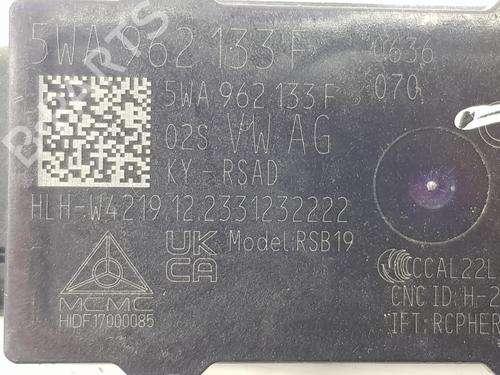 5WA 962 133 F
0636
5WA 962 133 F
070
02S VW AG
KY-RSAD
HLH-W4219 12.2331232222
UK
CA
Model:RSB19
CCAL22L
MCMC
HIDF17000085
CNC ID: H-2
IFT: RCPHER